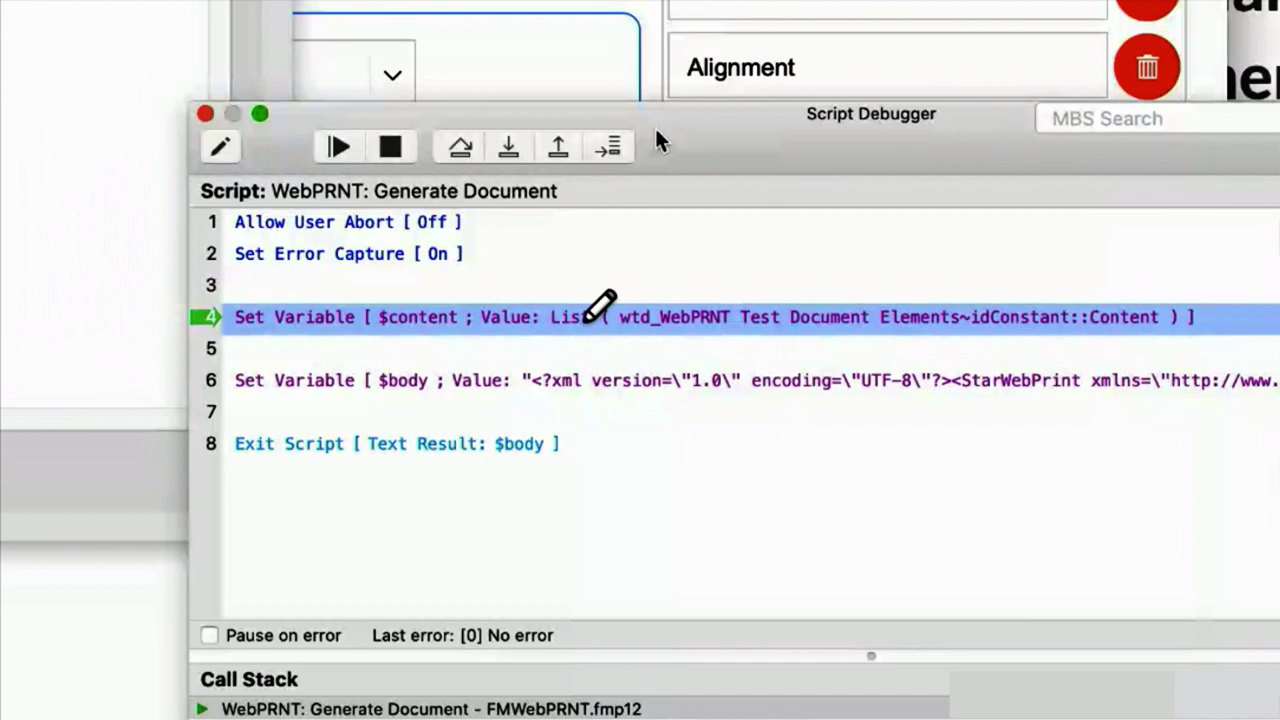 Alignment
Script Debugger
MBS Search
Script: WebPRNT: Generate Document
1 Allow User Abort [ Off ]
2 Set Error Capture [ On ]
3
4 Set Variable [ $content ; Value: List ( wtd_WebPRNT Test Document Elements~idConstant::Content ) ]
5
6 Set Variable [ $body ; Value: "<?xml version=\"1.0\" encoding=\"UTF-8\"?><StarWebPrint xmlns=\"http://www.
7
8 Exit Script [ Text Result: $body ]
Pause on error Last error: [0] No error
Call Stack
WebPRNT: Generate Document - FMWebPRNT.fmp12